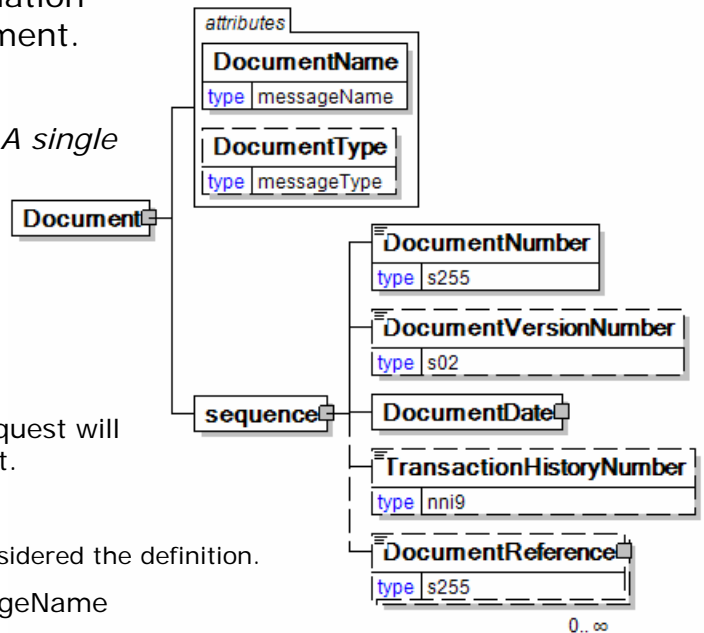 ation
ment.
A single
quest will
t.
nsidered the definition.
geName
attributes
DocumentName
type messageName
DocumentType
type messageType
Document
sequence
DocumentNumber
type s255
DocumentVersionNumber
type s02
DocumentDate
TransactionHistoryNumber
type nni9
DocumentReference
type s255
0.. ∞